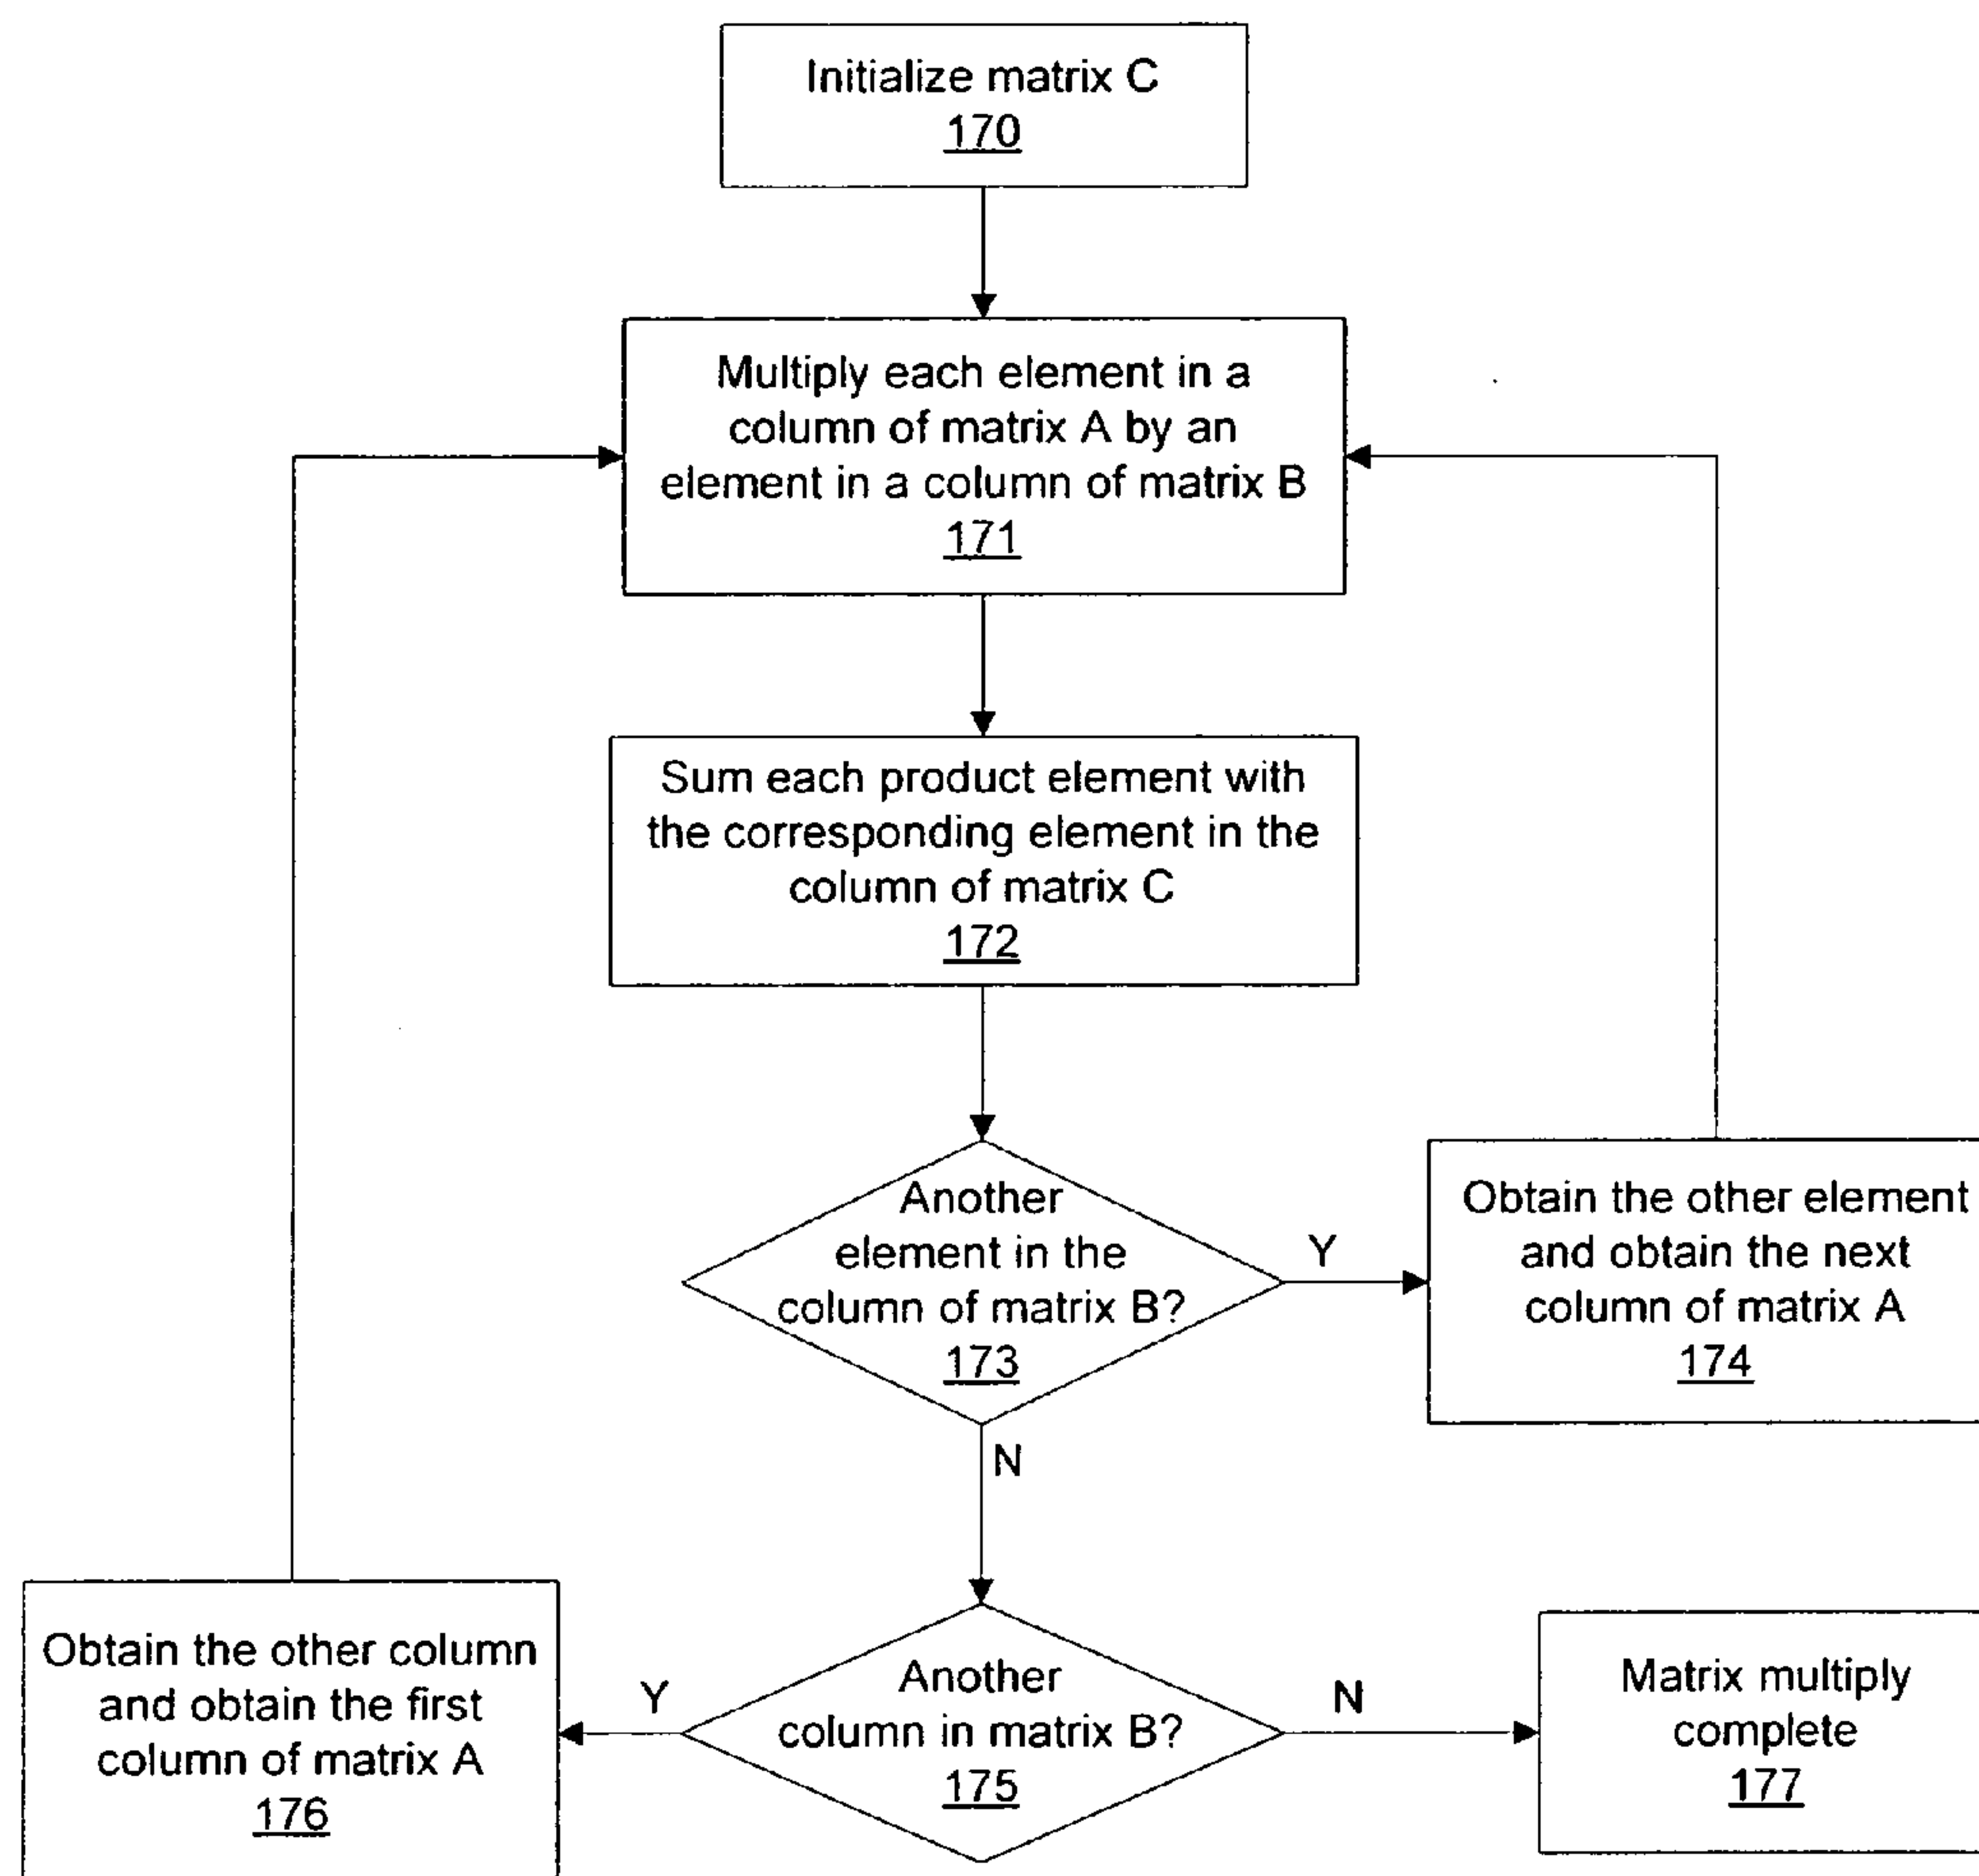 Initialize matrix C
170
Multiply each element in a
column of matrix A by an
element in a column of matrix B
171
Sum each product element with
the corresponding element in the
column of matrix C
172
Another
element in the
column of matrix B?
173
Y
Obtain the other element
and obtain the next
column of matrix A
174
N
Another
column in matrix B?
175
Y
Obtain the other column
and obtain the first
column of matrix A
176
N
Matrix multiply
complete
177